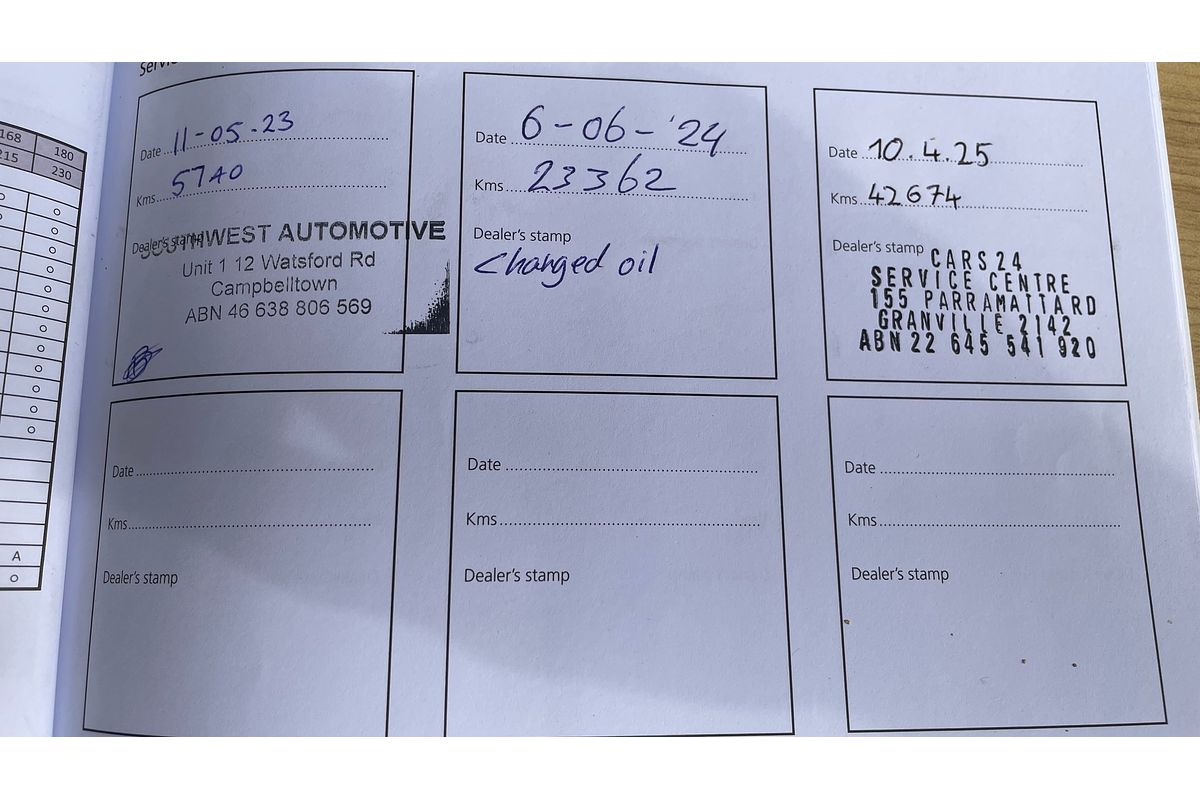 168 180
215 230
A
Date 11-05-23
Kms 5740
Dealer's stamp
SOUTHWEST AUTOMOTIVE
Unit 1 12 Watsford Rd
Campbelltown
ABN 46 638 806 569
Date 6-06-'24
Kms 23362
Dealer's stamp
Changed oil
Date 10.4.25
Kms 42674
Dealer's stamp
CARS24
SERVICE CENTRE
155 PARRAMATTA RD
GRANVILLE 2142
ABN 22 645 541 920
Date
Kms
Dealer's stamp
Date
Kms
Dealer's stamp
Date
Kms
Dealer's stamp